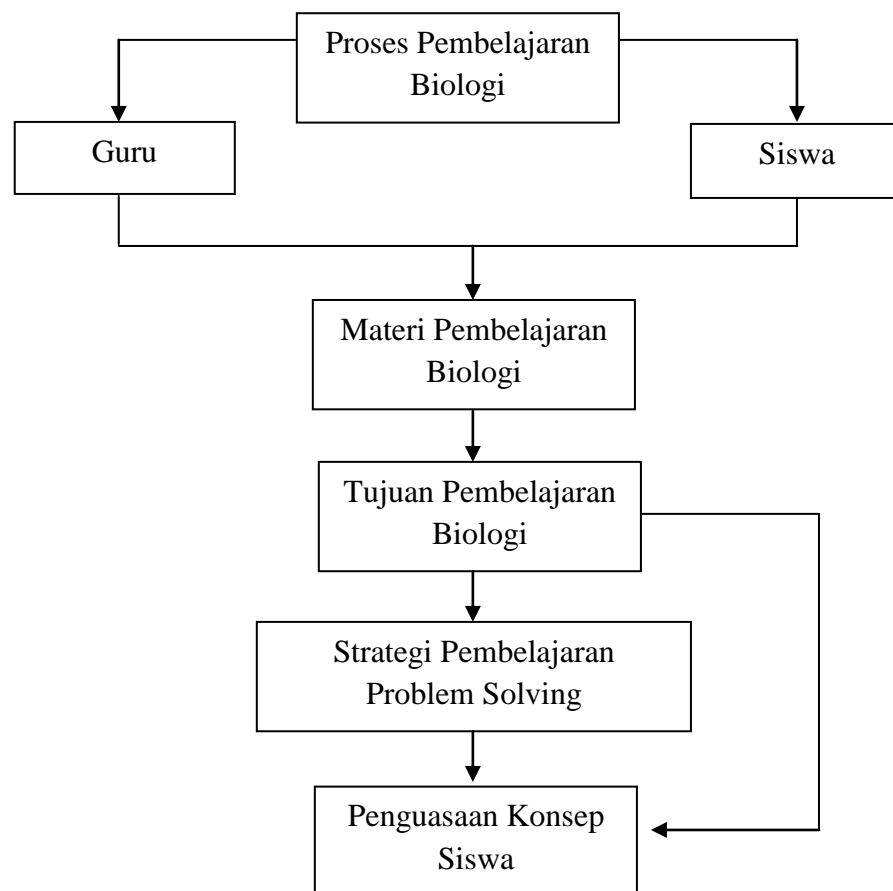 Proses Pembelajaran
Biologi
Guru
Siswa
Materi Pembelajaran
Biologi
Tujuan Pembelajaran
Biologi
Strategi Pembelajaran
Problem Solving
Penguasaan Konsep
Siswa